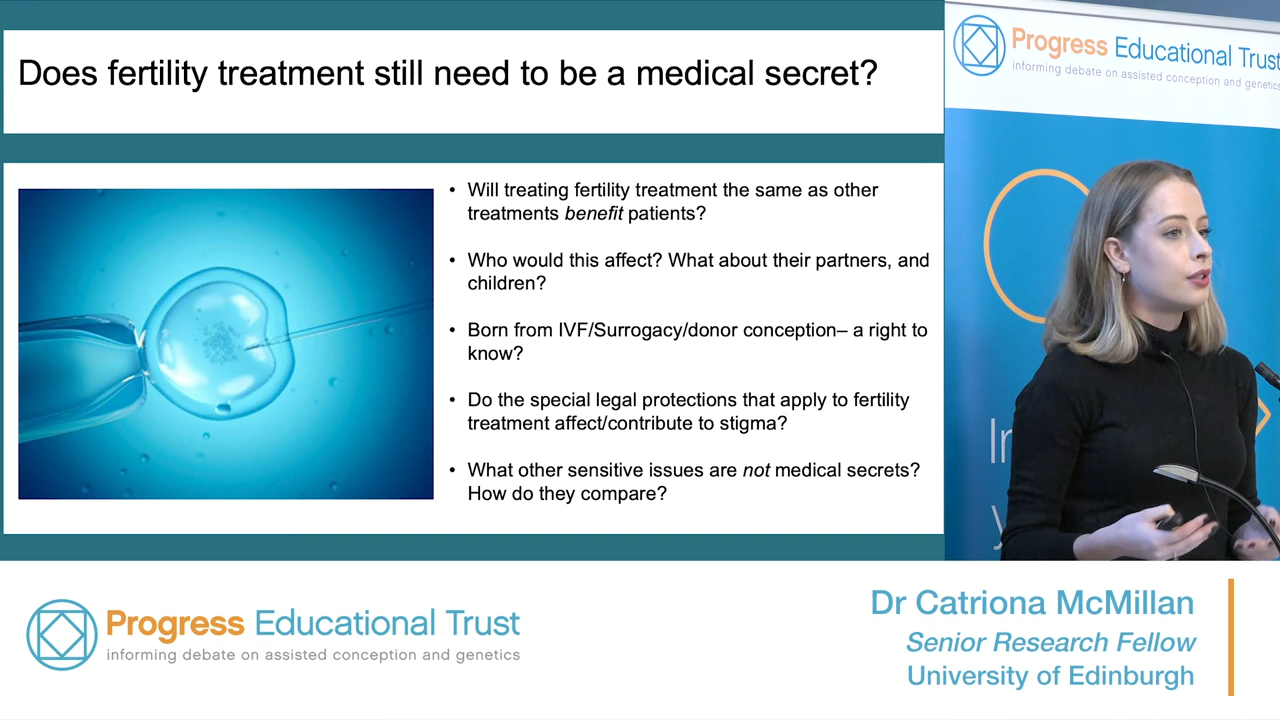 Does fertility treatment still need to be a medical secret?
• Will treating fertility treatment the same as other
treatments benefit patients?
• Who would this affect? What about their partners, and
children?
• Born from IVF/Surrogacy/donor conception– a right to
know?
• Do the special legal protections that apply to fertility
treatment affect/contribute to stigma?
• What other sensitive issues are not medical secrets?
How do they compare?
Progress Educational Trust
informing debate on assisted conception and genetics
Progress Educational Trust
informing debate on assisted conception and genetics
Dr Catriona McMillan
Senior Research Fellow
University of Edinburgh